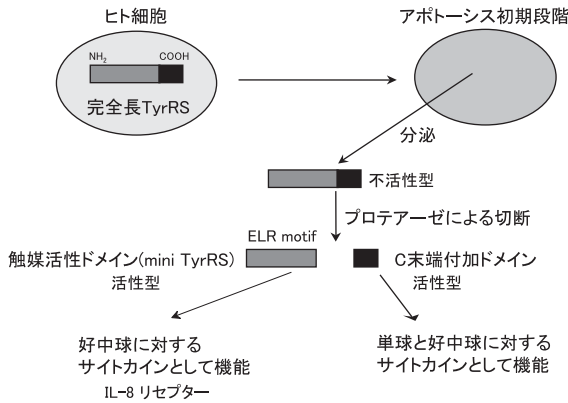 ヒト細胞
アポトーシス初期段階
NH₂ COOH
完全長TyrRS
分泌
不活性型
プロテアーゼによる切断
ELR motif
触媒活性ドメイン(mini TyrRS)
活性型
C末端付加ドメイン
活性型
好中球に対する
サイトカインとして機能
IL-8 リセプター
単球と好中球に対する
サイトカインとして機能